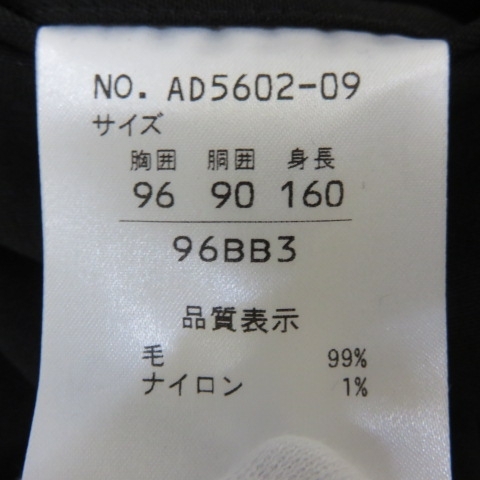 NO. AD5602-09
サイズ
胸囲 胴囲 身長
96 90 160
96BB3
品質表示
毛 99%
ナイロン 1%